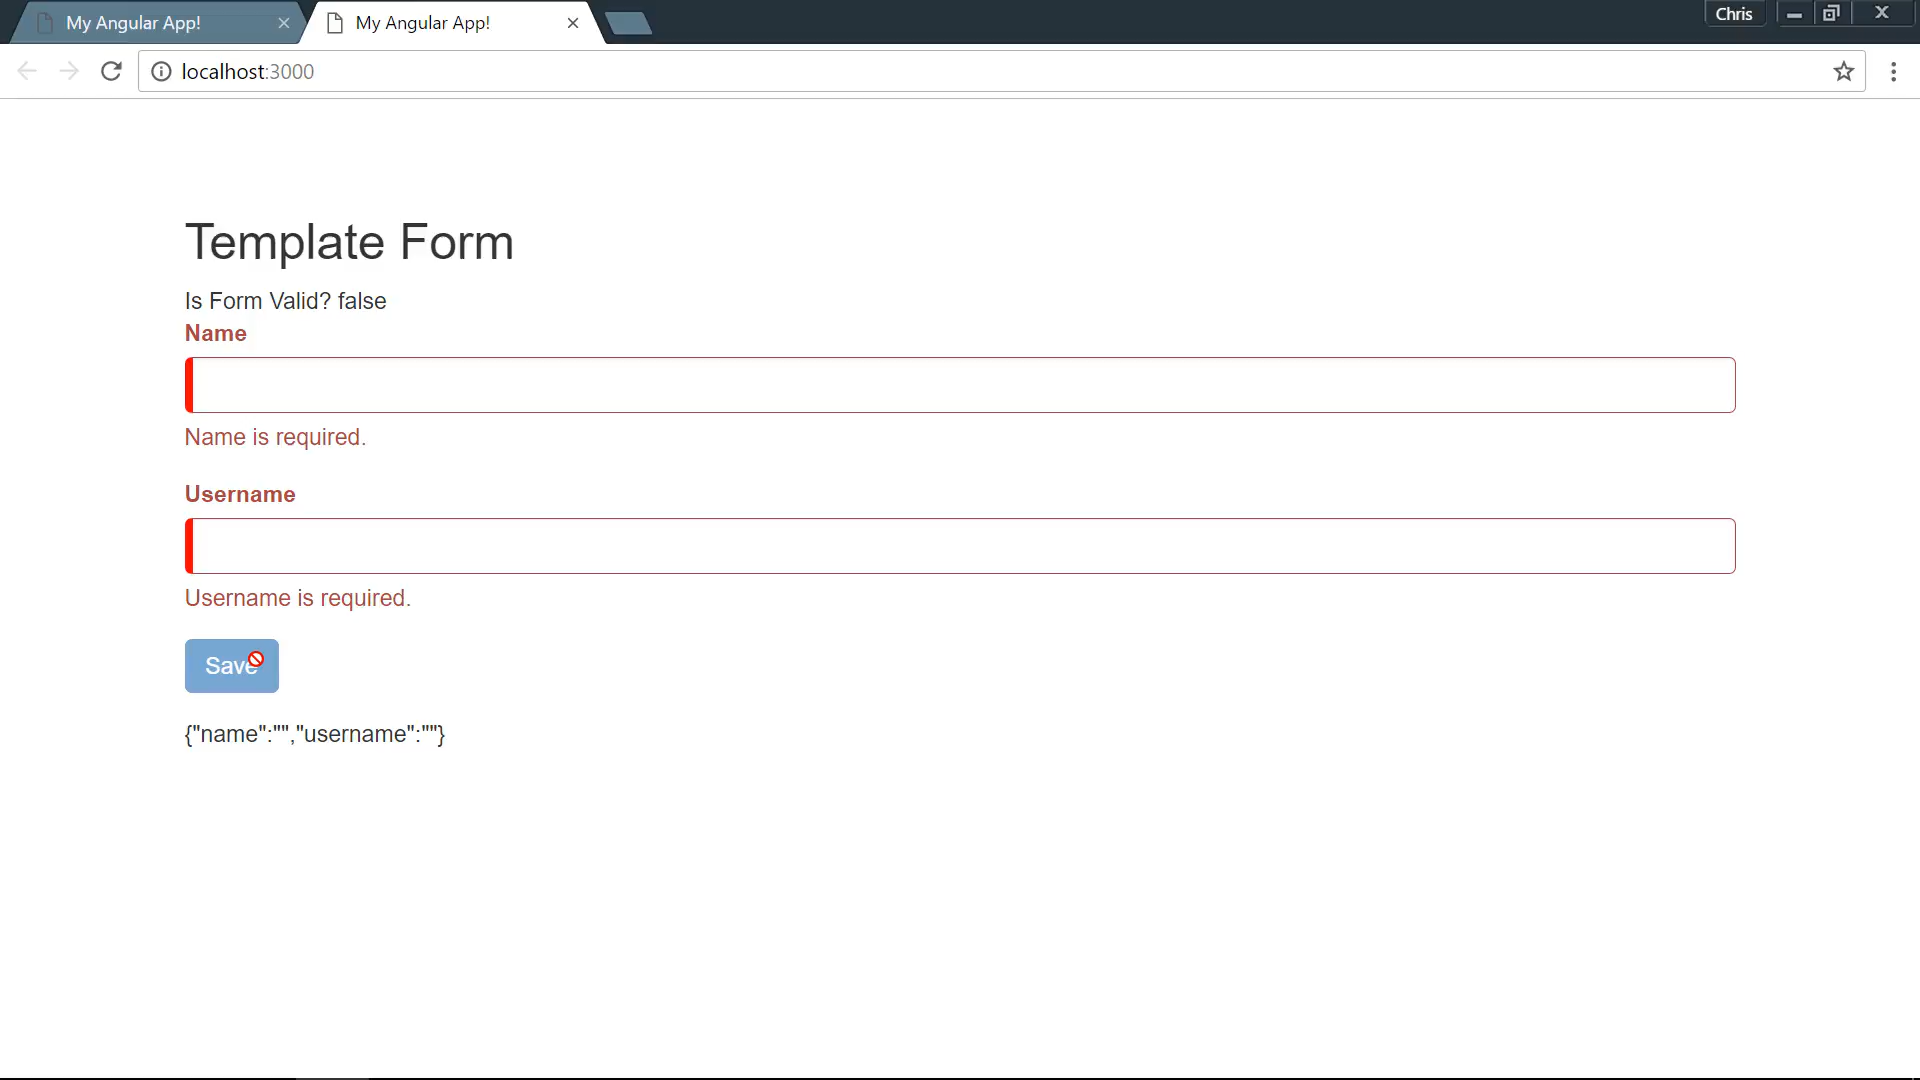 My Angular App!
My Angular App!
Chris
localhost:3000
Template Form
Is Form Valid? false
Name
Name is required.
Username
Username is required.
Save
{"name":"","username":""}